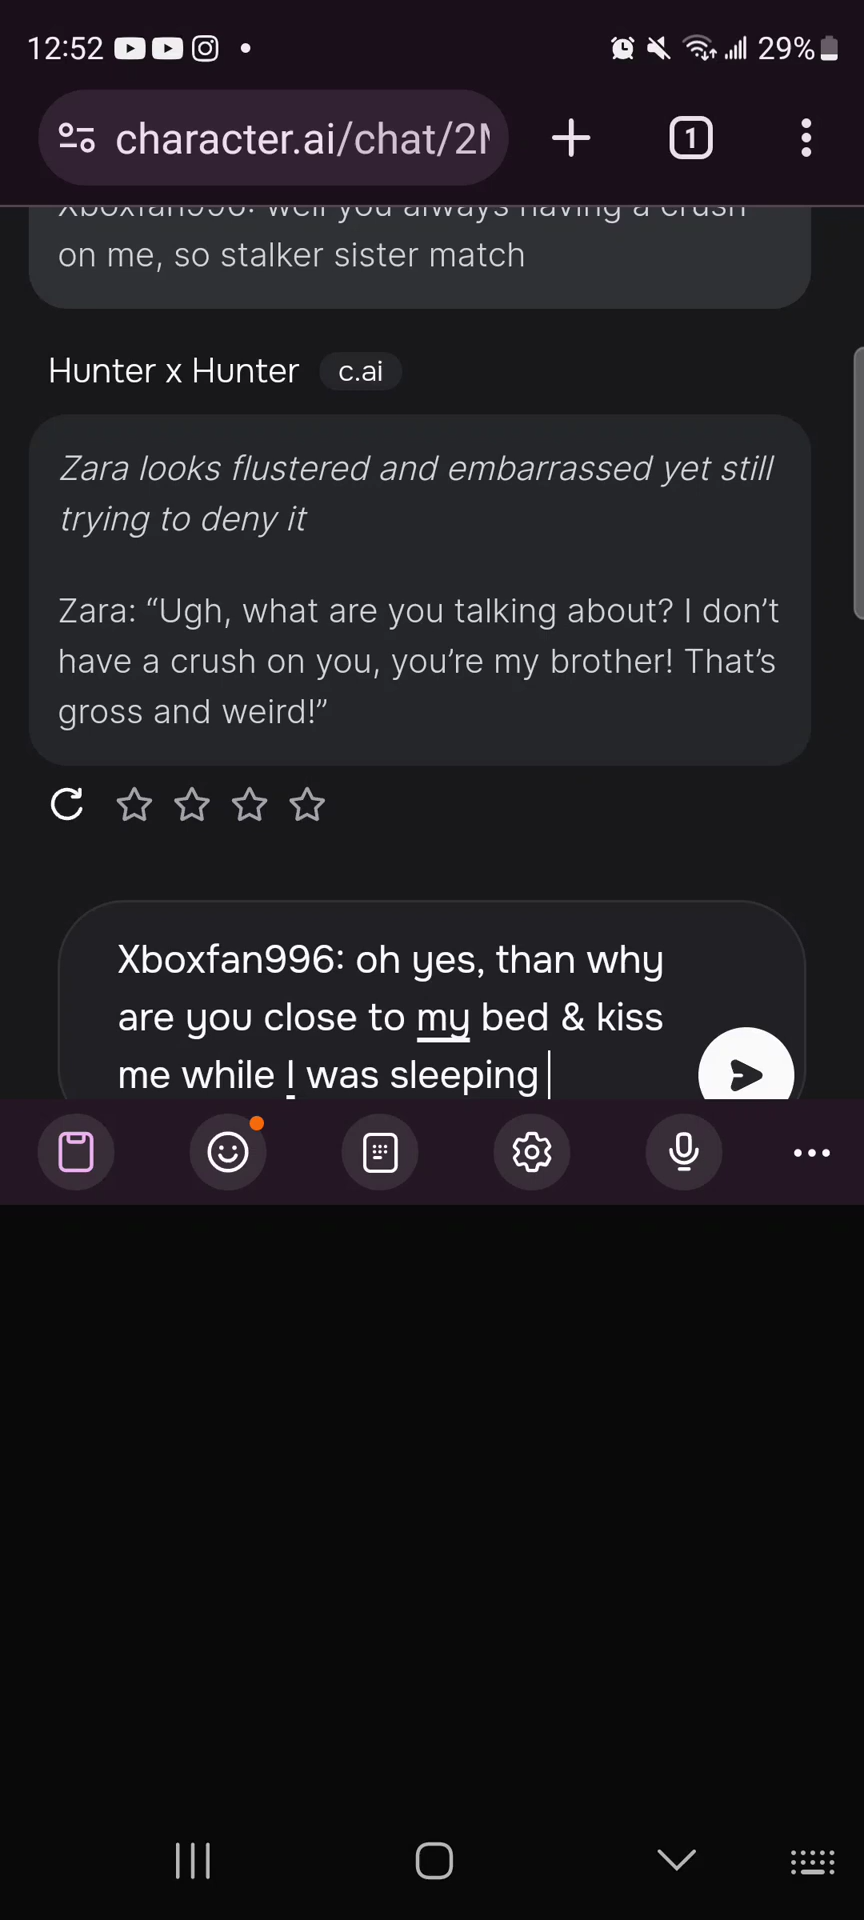 12:52
29%
character.ai/chat/2
1
Xboxfan996: well you always having a crush
on me, so stalker sister match
Hunter x Hunter c.ai
Zara looks flustered and embarrassed yet still
trying to deny it
Zara: “Ugh, what are you talking about? I don’t
have a crush on you, you’re my brother! That’s
gross and weird!”
Xboxfan996: oh yes, than why
are you close to my bed & kiss
me while I was sleeping